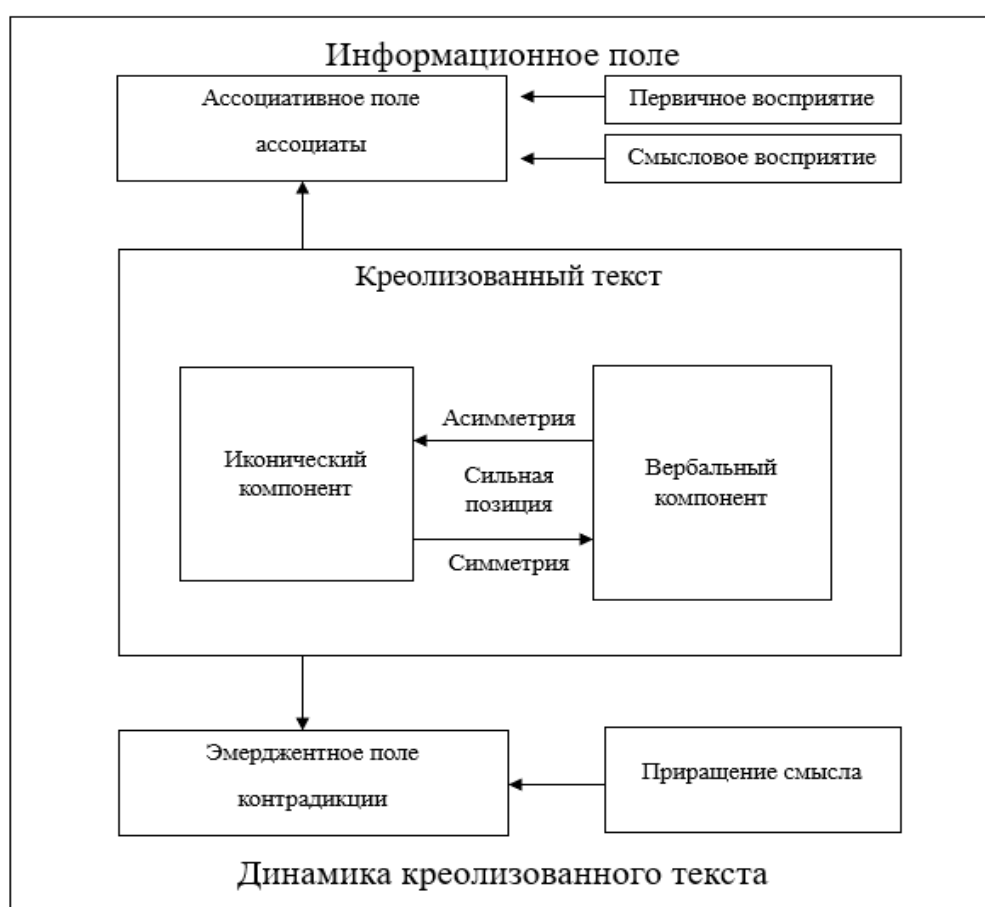 Информационное поле
Ассоциативное поле
ассоциаты
Первичное восприятие
Смысловое восприятие
Креолизованный текст
Иконический
компонент
Асимметрия
Сильная
позиция
Симметрия
Вербальный
компонент
Эмерджентное поле
контрадикции
Приращение смысла
Динамика креолизованного текста